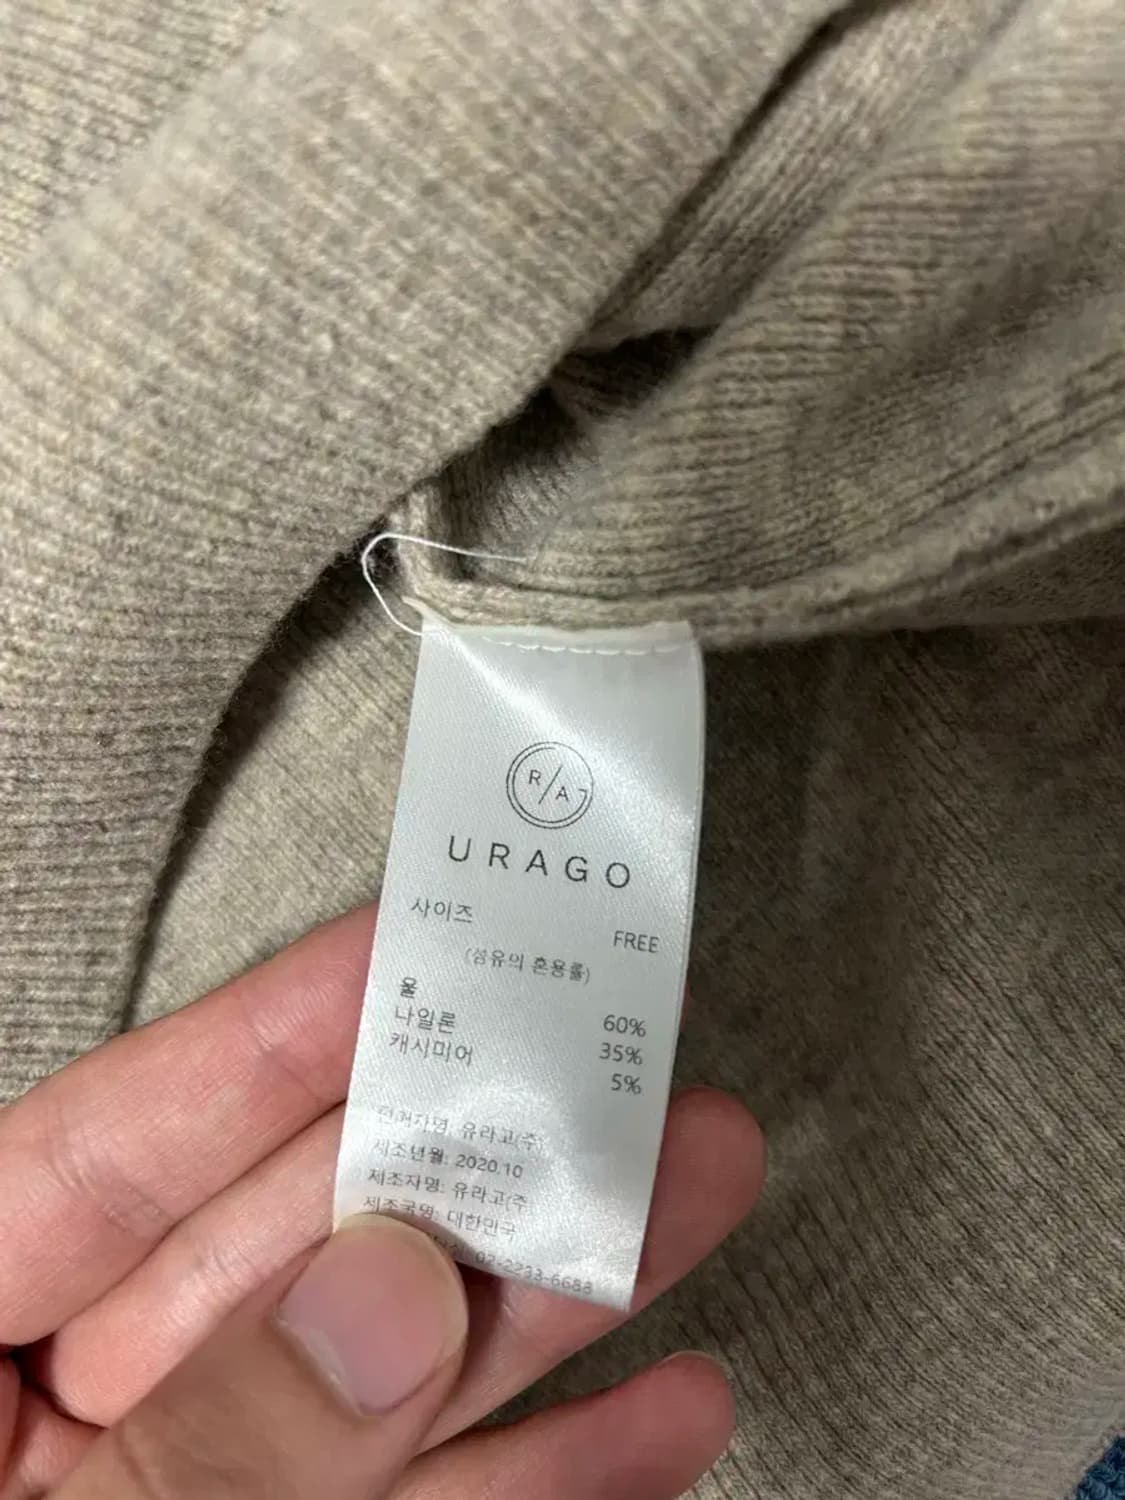 R/A
URAGO
사이즈
FREE
(섬유의 혼용률)
울 60%
나일론 35%
캐시미어 5%
판매자명: 유라고(주)
제조년월: 2020.10
제조자명: 유라고(주
제조국명: 대한민국
02-2233-6688